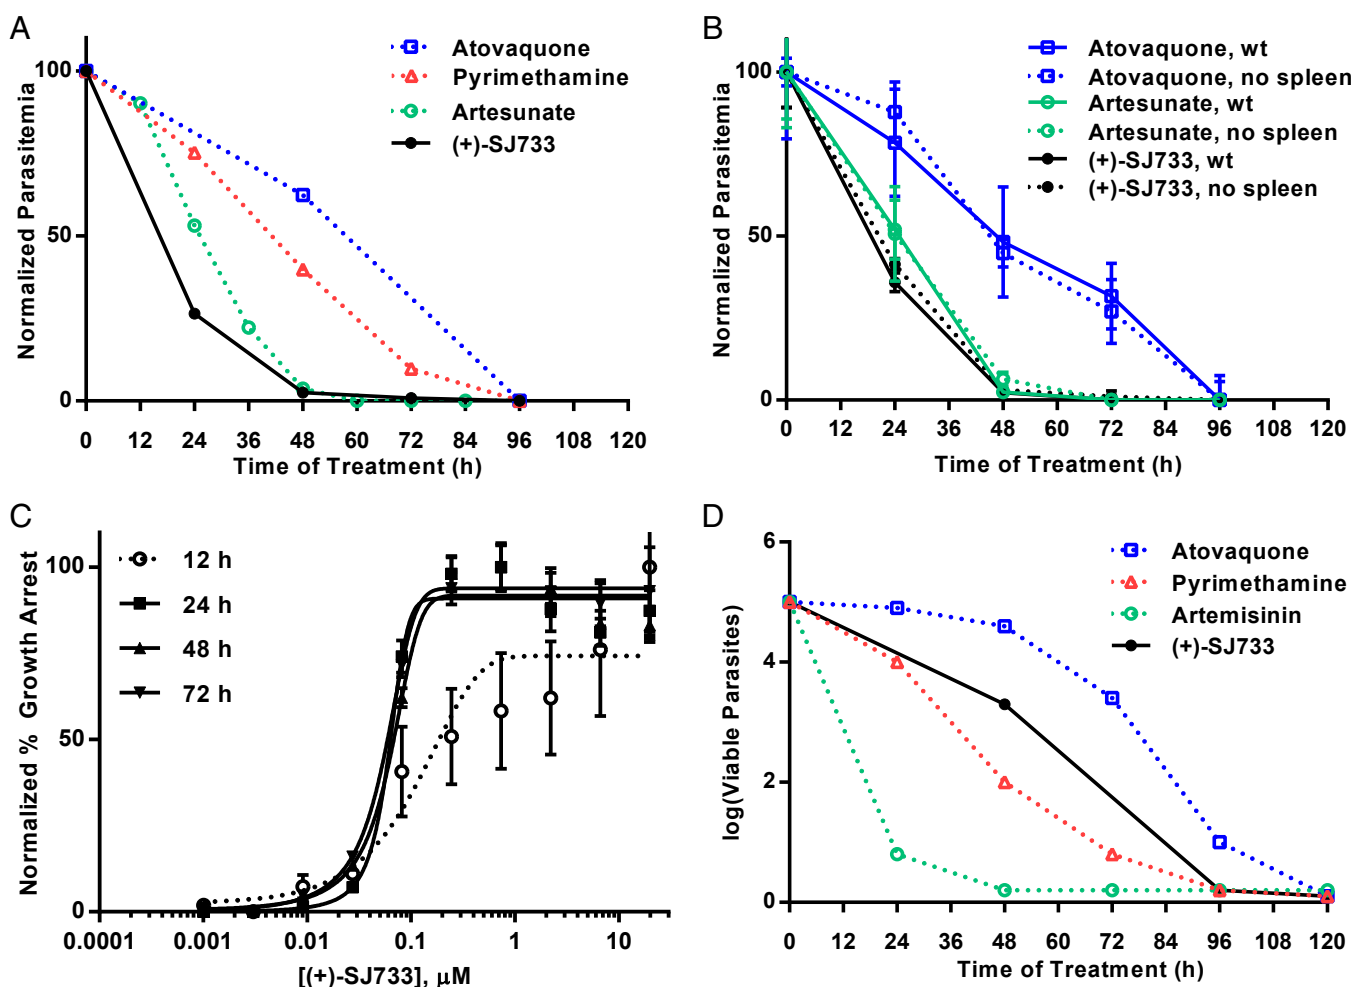 A
Normalized Parasitemia
100
50
0
0 12 24 36 48 60 72 84 96 108 120
Time of Treatment (h)
Atovaquone
Pyrimethamine
Artesunate
(+)-SJ733
B
Normalized Parasitemia
100
50
0
0 12 24 36 48 60 72 84 96 108 120
Time of Treatment (h)
Atovaquone, wt
Atovaquone, no spleen
Artesunate, wt
Artesunate, no spleen
(+)-SJ733, wt
(+)-SJ733, no spleen
C
Normalized % Growth Arrest
100
50
0
0.0001 0.001 0.01 0.1 1 10
[(+)-SJ733], μM
12 h
24 h
48 h
72 h
D
log(Viable Parasites)
6
4
2
0
0 12 24 36 48 60 72 84 96 108 120
Time of Treatment (h)
Atovaquone
Pyrimethamine
Artemisinin
(+)-SJ733